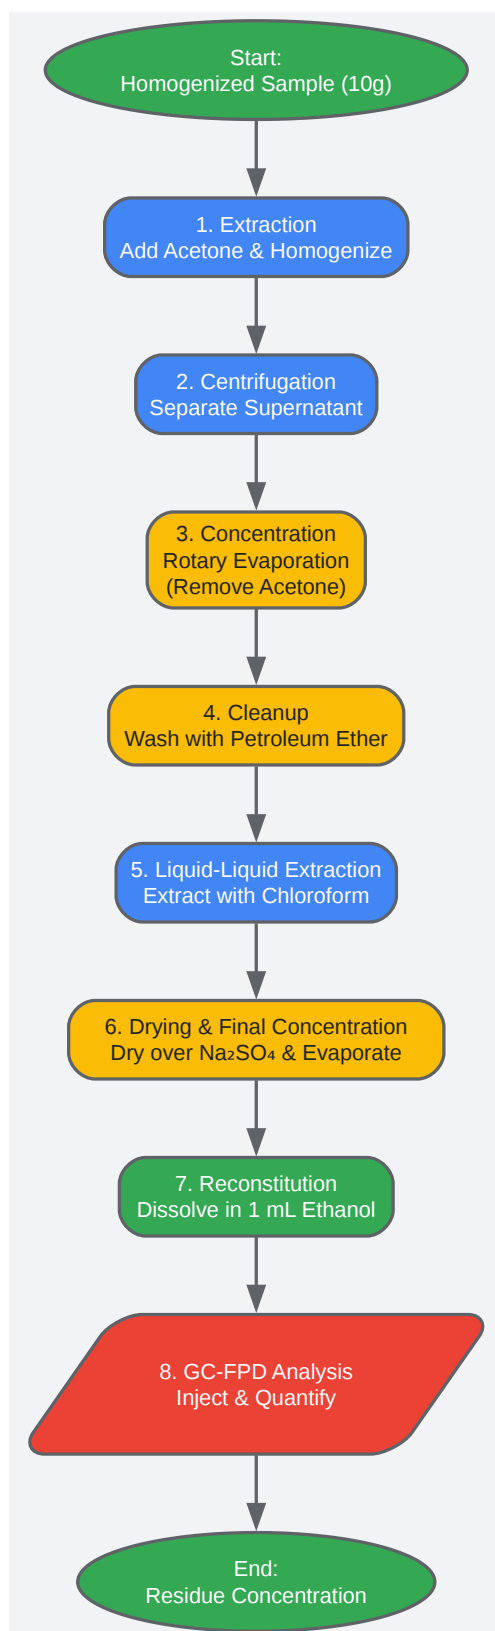 Start:
Homogenized Sample (10g)
1. Extraction
Add Acetone & Homogenize
2. Centrifugation
Separate Supernatant
3. Concentration
Rotary Evaporation
(Remove Acetone)
4. Cleanup
Wash with Petroleum Ether
5. Liquid-Liquid Extraction
Extract with Chloroform
6. Drying & Final Concentration
Dry over Na₂SO₄ & Evaporate
7. Reconstitution
Dissolve in 1 mL Ethanol
8. GC-FPD Analysis
Inject & Quantify
End:
Residue Concentration